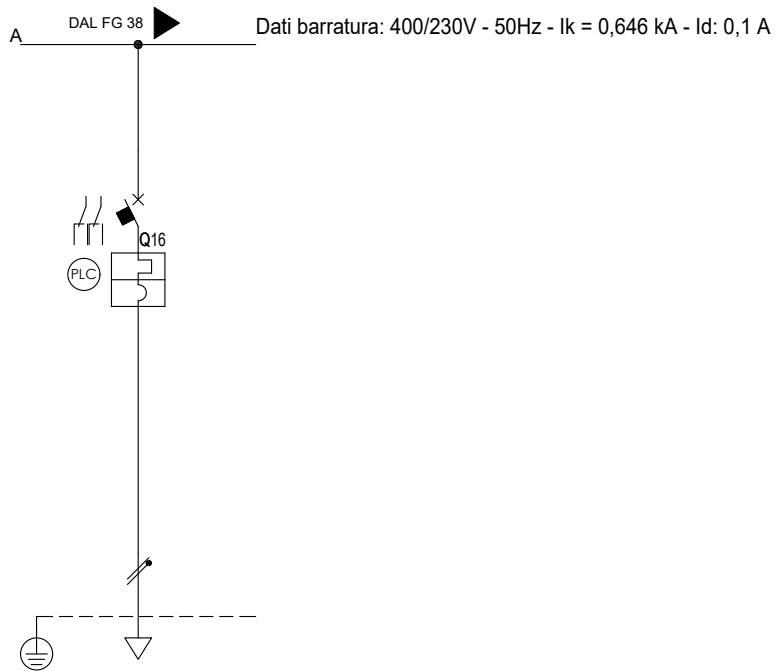 DAL FG 38
Dati barratura: 400/230V - 50Hz - Ik = 0,646 kA - Id: 0,1 A
A
Q16
PLC